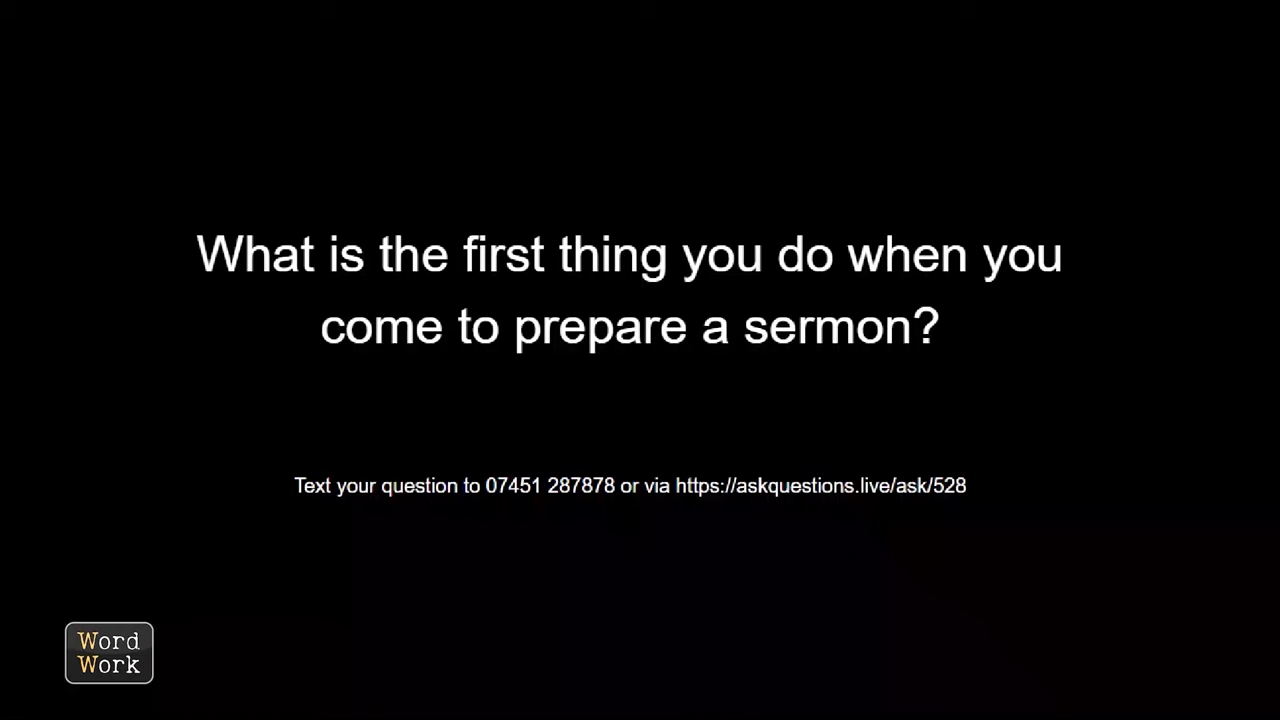 What is the first thing you do when you
come to prepare a sermon?
Text your question to 07451 287878 or via https://askquestions.live/ask/528
Word
Work